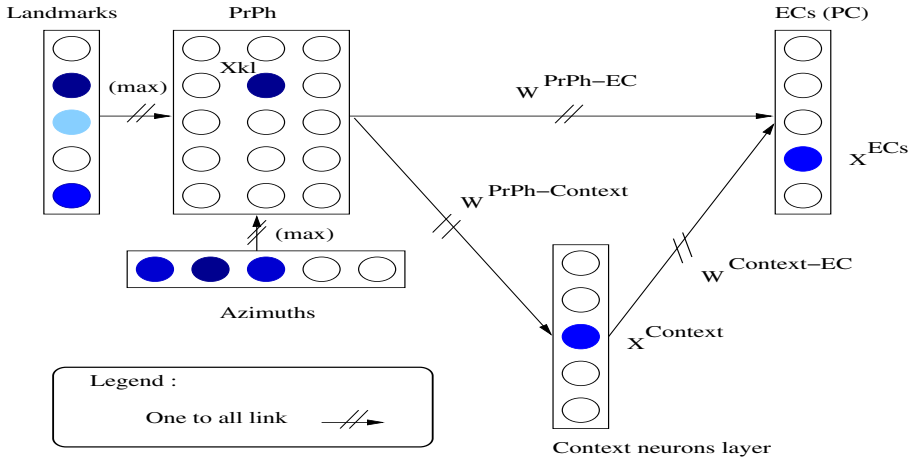 Landmarks
PrPh
ECs (PC)
Xkl
(max)
W PrPh-EC
X ECs
W PrPh-Context
(max)
W Context-EC
Azimuths
X Context
Legend :
One to all link
Context neurons layer